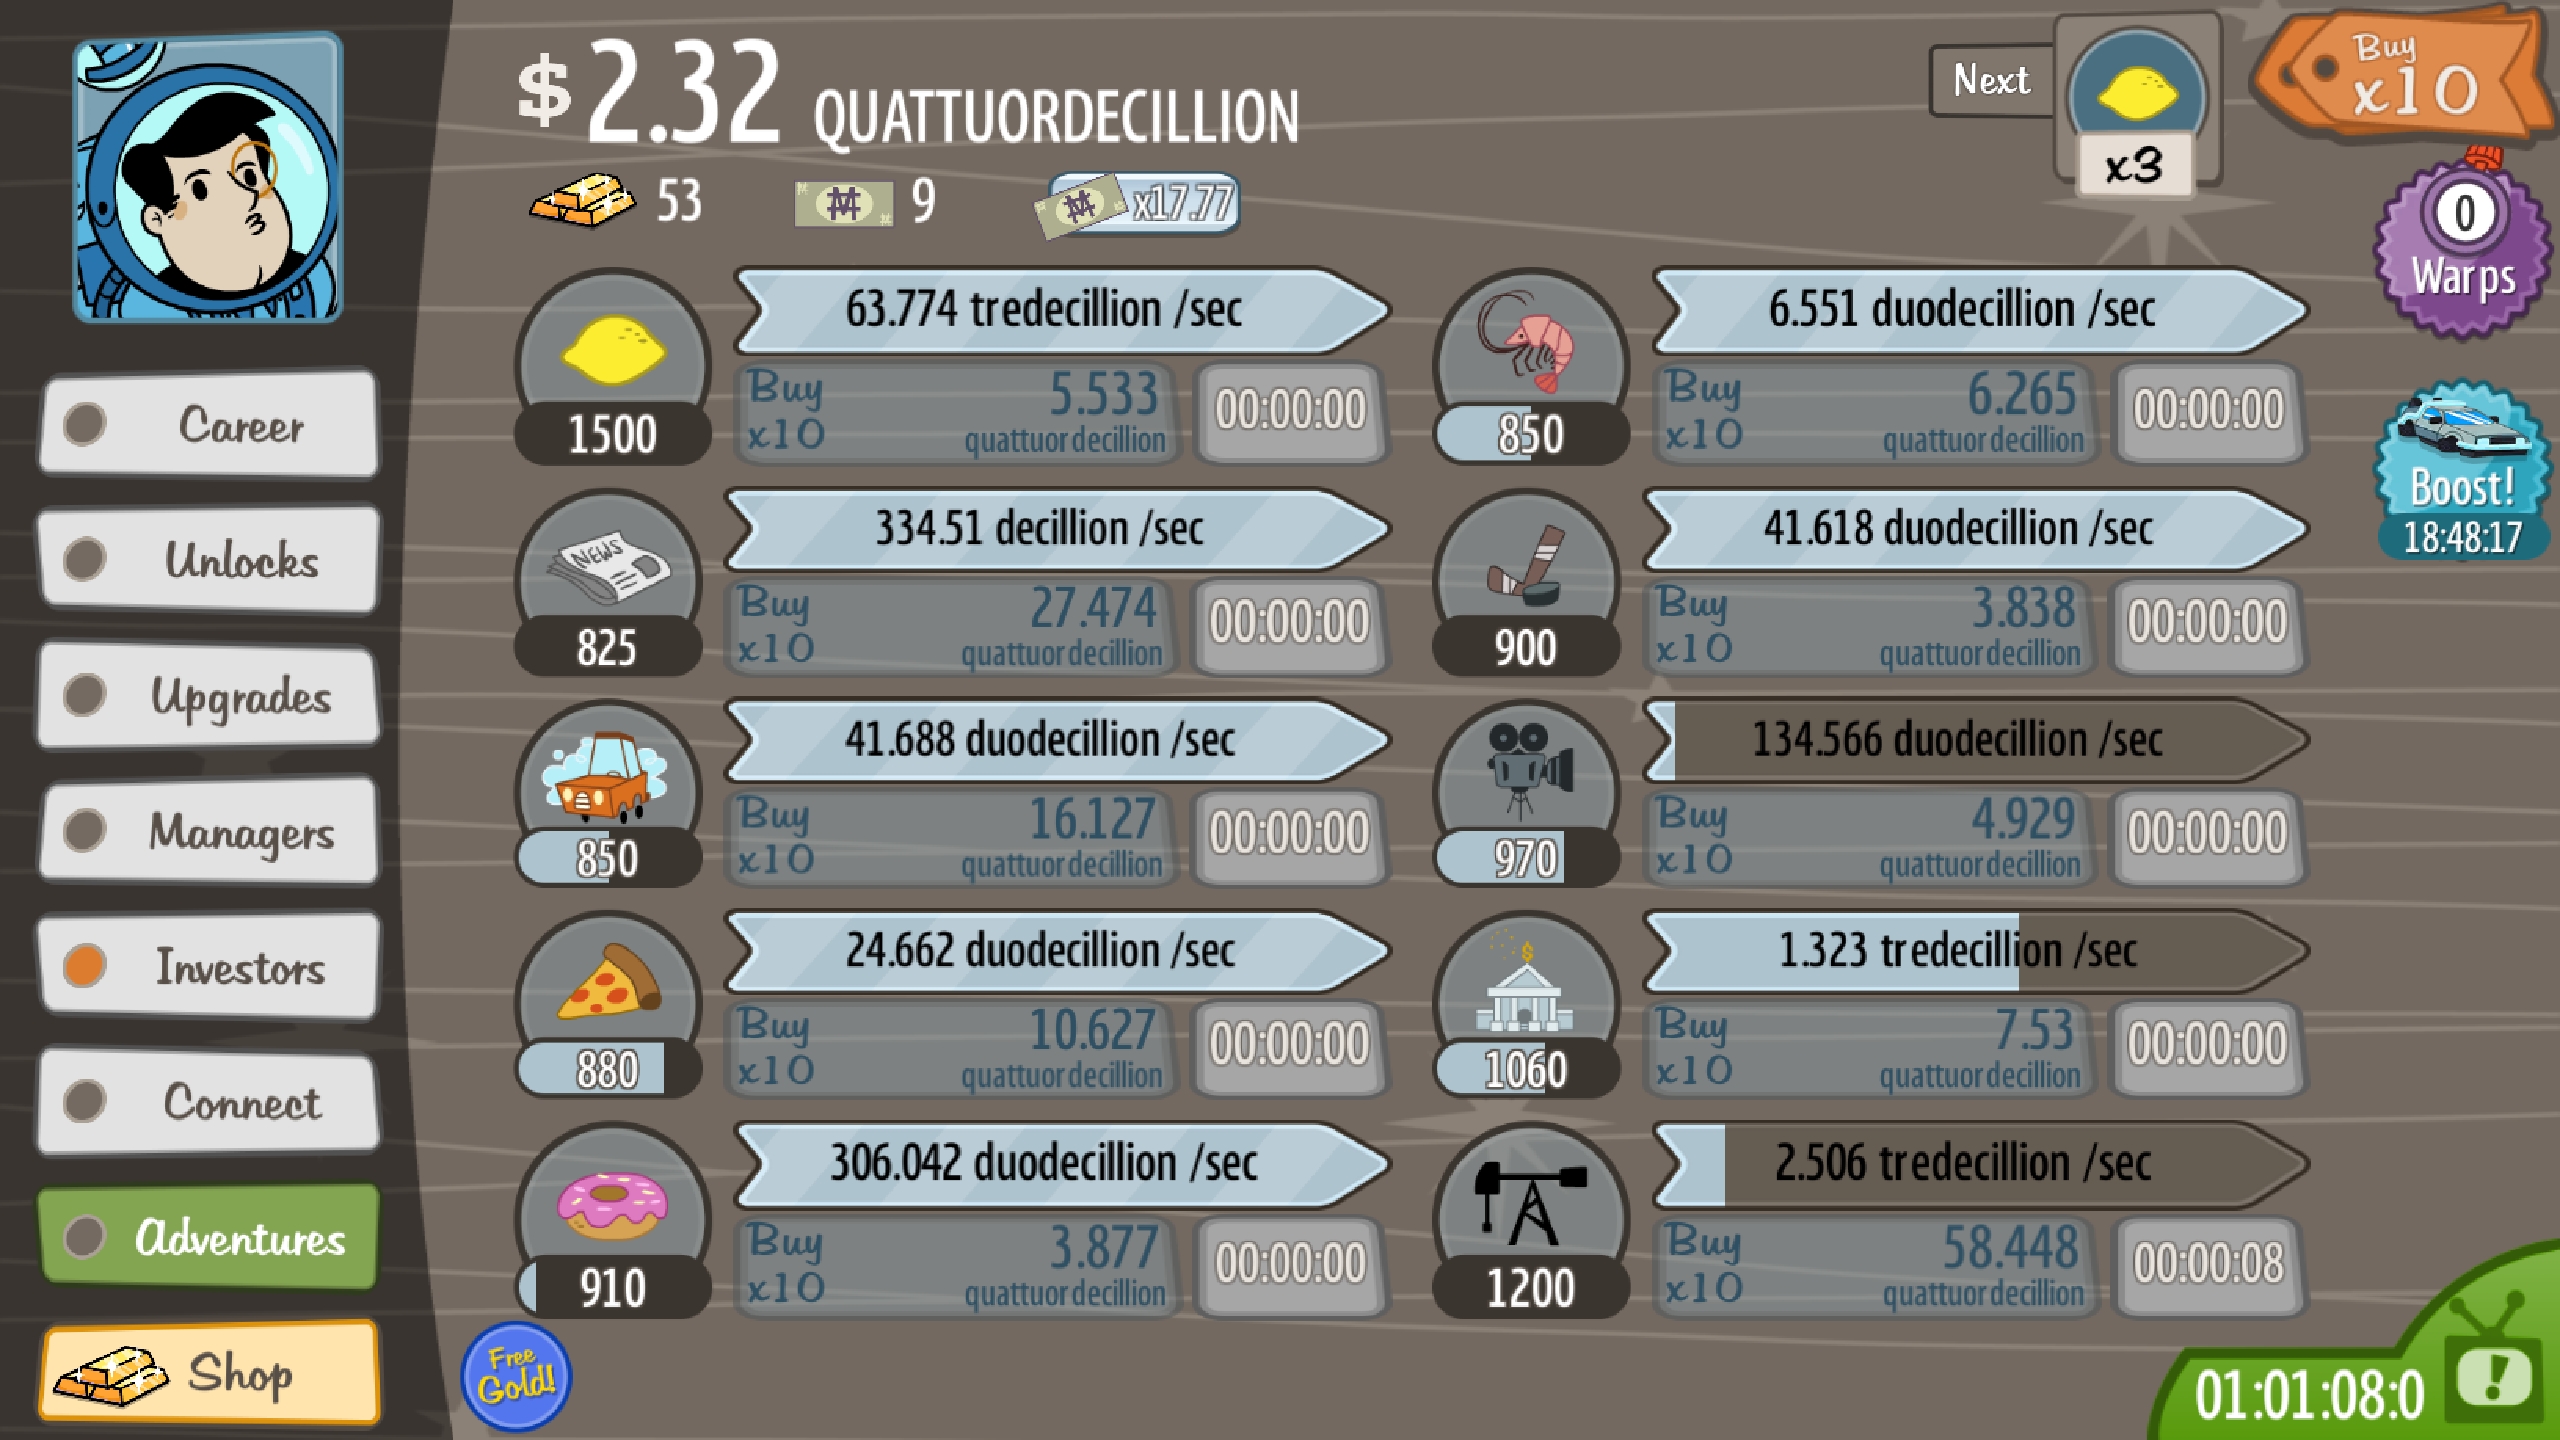 $2.32 QUATTUORDECILLION
53
9
x17.77
Next
x3
Buy
x10
0
Warps
Boost!
18:48:17
Career
Unlocks
Upgrades
Managers
Investors
Connect
Adventures
Shop
Free
Gold!
63.774 tredecillion /sec
1500
Buy
x10
5.533
quattuordecillion
00:00:00
NEWS
334.51 decillion /sec
825
Buy
x10
27.474
quattuordecillion
00:00:00
41.688 duodecillion /sec
850
Buy
x10
16.127
quattuordecillion
00:00:00
24.662 duodecillion /sec
880
Buy
x10
10.627
quattuordecillion
00:00:00
306.042 duodecillion /sec
910
Buy
x10
3.877
quattuordecillion
00:00:00
6.551 duodecillion /sec
850
Buy
x10
6.265
quattuordecillion
00:00:00
41.618 duodecillion /sec
900
Buy
x10
3.838
quattuordecillion
00:00:00
134.566 duodecillion /sec
970
Buy
x10
4.929
quattuordecillion
00:00:00
1.323 tredecillion /sec
1060
Buy
x10
7.53
quattuordecillion
00:00:00
2.506 tredecillion /sec
1200
Buy
x10
58.448
quattuordecillion
00:00:08
01:01:08:0
!